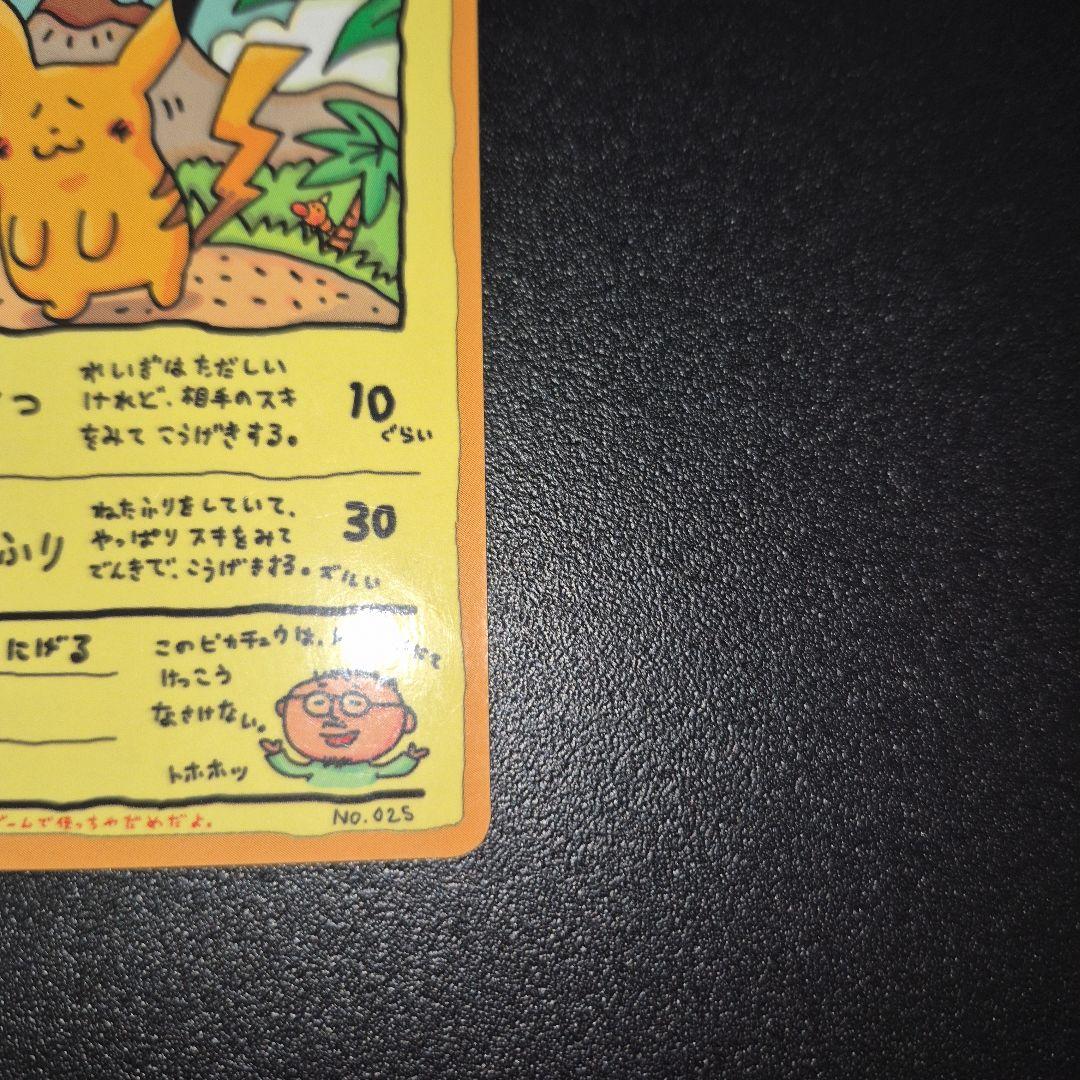 つ
れいぎは ただしい
けれど、相手のスキ
をみて こうげきする。
10
ぐらい
ふり
ねたふりをしていて、
やっぱり スキをみて
でんきで、こうげきする。ズルい
30
にげる
このピカチュウは、
けっこう
なさけない。
トホホッ
ゲームで使っちゃだめだよ。
NO.025